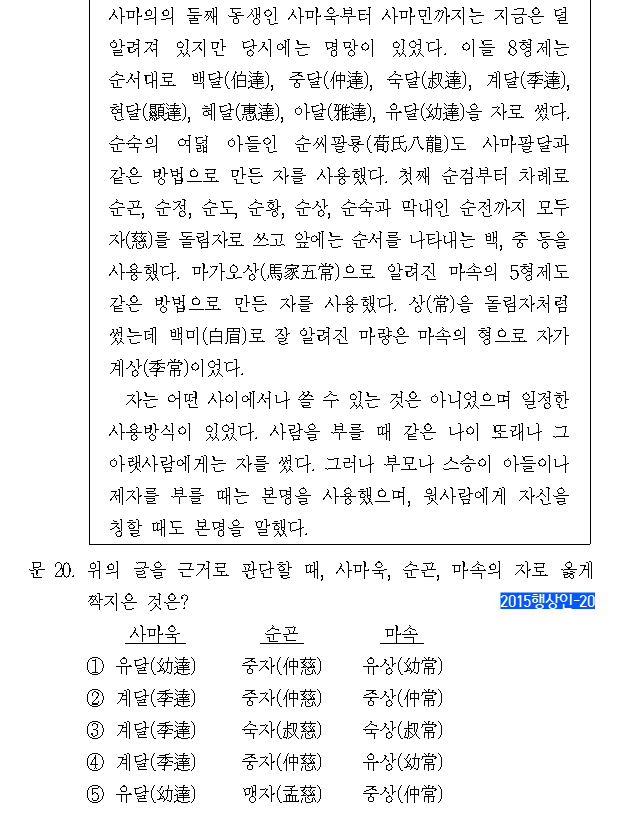 사마의의 둘째 동생인 사마욱부터 사마민까지는 지금은 덜
알려져 있지만 당시에는 명망이 있었다. 이들 8형제는
순서대로 백달(伯達), 중달(仲達), 숙달(叔達), 계달(季達),
현달(顯達), 혜달(惠達), 아달(雅達), 유달(幼達)을 자로 썼다.
순숙의 여덟 아들인 순씨팔룡(荀氏八龍)도 사마팔달과
같은 방법으로 만든 자를 사용했다. 첫째 순검부터 차례로
순곤, 순정, 순도, 순황, 순상, 순숙과 막내인 순전까지 모두
자(慈)를 돌림자로 쓰고 앞에는 순서를 나타내는 백, 중 등을
사용했다. 마가오상(馬家五常)으로 알려진 마속의 5형제도
같은 방법으로 만든 자를 사용했다. 상(常)을 돌림자처럼
썼는데 백미(白眉)로 잘 알려진 마량은 마속의 형으로 자가
계상(季常)이었다.
자는 어떤 사이에서나 쓸 수 있는 것은 아니었으며 일정한
사용방식이 있었다. 사람을 부를 때 같은 나이 또래나 그
아랫사람에게는 자를 썼다. 그러나 부모나 스승이 아들이나
제자를 부를 때는 본명을 사용했으며, 윗사람에게 자신을
칭할 때도 본명을 말했다.
문 20. 위의 글을 근거로 판단할 때, 사마욱, 순곤, 마속의 자로 옳게
짝지은 것은? 2015행상인-20
사마욱 순곤 마속
① 유달(幼達) 중자(仲慈) 유상(幼常)
② 계달(季達) 중자(仲慈) 중상(仲常)
③ 계달(季達) 숙자(叔慈) 숙상(叔常)
④ 계달(季達) 중자(仲慈) 유상(幼常)
⑤ 유달(幼達) 맹자(孟慈) 중상(仲常)